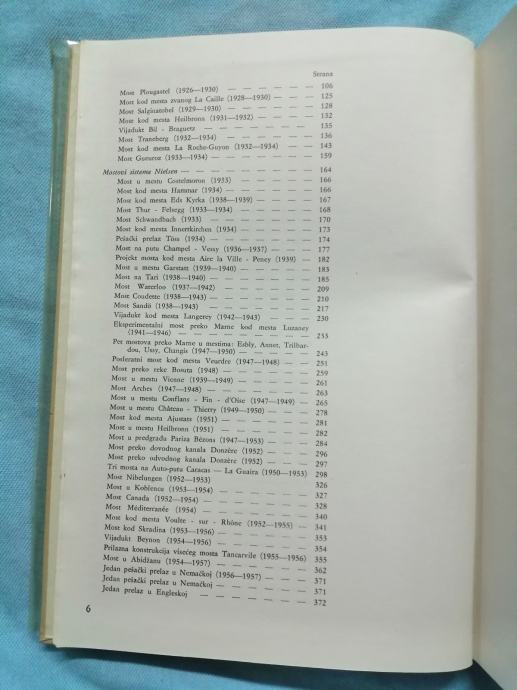 Strana
Most Plougastel (1926—1930) — — — — — — 106
Most kod mesta zvanog La Caille (1928—1930) — — — 125
Most Salginatobel (1929—1930) — — — — — — 128
Most kod mesta Heilbronn (1931—1932) — — — — 132
Vijadukt Bil - Braguetz — — — — — — 135
Most Traneberg (1932—1934) — — — — — — 136
Most kod mesta La Roche-Guyon (1932—1934) — — — 143
Most Gueuroz (1933—1934) — — — — — — 159
Mostovi sistema Nielsen — — — — — — — 164
Most u mestu Castelmoron (1933) — — — — — 166
Most kod mesta Hammar (1934) — — — — — 166
Most kod mesta Eds Kyrka (1938—1939) — — — — 167
Most Thur - Felsegg (1933—1934) — — — — — 168
Most Schwandbach (1933) — — — — — — 170
Most kod mesta Innertkirchen (1934) — — — — — 173
Pešački prelaz Töss (1934) — — — — — — 174
Most na putu Champel - Vessy (1936—1937) — — — 177
Projekt mosta kod mesta Aire la Ville - Peney (1939) — 182
Most u mestu Garstatt (1939—1940) — — — — — 183
Most na Tari (1938—1940) — — — — — — 185
Most Waterloo (1937—1942) — — — — — — 209
Most Coudette (1938—1943) — — — — — — 210
Most Sandö (1938—1943) — — — — — — 217
Vijadukt kod mesta Langerey (1942—1943) — — — — 230
Eksperimentalni most preko Marne kod mesta Luzancy
(1941—1946) — — — — — — — — 233
Pet mostova preko Marne u mestima: Esbly, Annet, Trilbar-
dou, Ussy, Changis (1947—1950) — — — — — 243
Posleratni most kod mesta Veurdre (1947—1948) — — 251
Most preko reke Bosuta (1948) — — — — — 259
Most u mestu Vienne (1939—1949) — — — — — 261
Most Arches (1947—1948) — — — — — — 263
Most u mestu Conflans - Fin - d'Oise (1947—1949) — — 265
Most u mestu Château - Thierry (1949—1950) — — — 278
Most kod mesta Ajustats (1951) — — — — — 281
Most u mestu Heilbronn (1951) — — — — — 282
Most u predgrađu Pariza Bézons (1947—1953) — — — 284
Most preko dovodnog kanala Donzère (1952) — — — 296
Most preko odvodnog kanala Donzère (1952) — — — 297
Tri mosta na Auto-putu Caracas — La Guaira (1950—1953) 298
Most Nibelungen (1952—1953) 326
Most u Koblencu (1953—1954) — — — — — 327
Most Canada (1952—1954) — — — — — — 328
Most Méditerranée (1954) — — — — — — 340
Most kod mesta Voulte - sur - Rhône (1952—1955) — — 341
Most kod Skradina (1953—1956) — — — — — 353
Vijadukt Beynon (1954—1956) — — — — — 354
Prilazna konstrukcija visećeg mosta Tancarvile (1955—1956) 355
Most u Abidžanu (1954—1957) — — — — — 362
Jedan pešački prelaz u Nemačkoj (1956—1957) — — — 371
Jedan pešački prelaz u Nemačkoj — — — — — 371
Jedan prelaz u Engleskoj — — — — — — 372
6